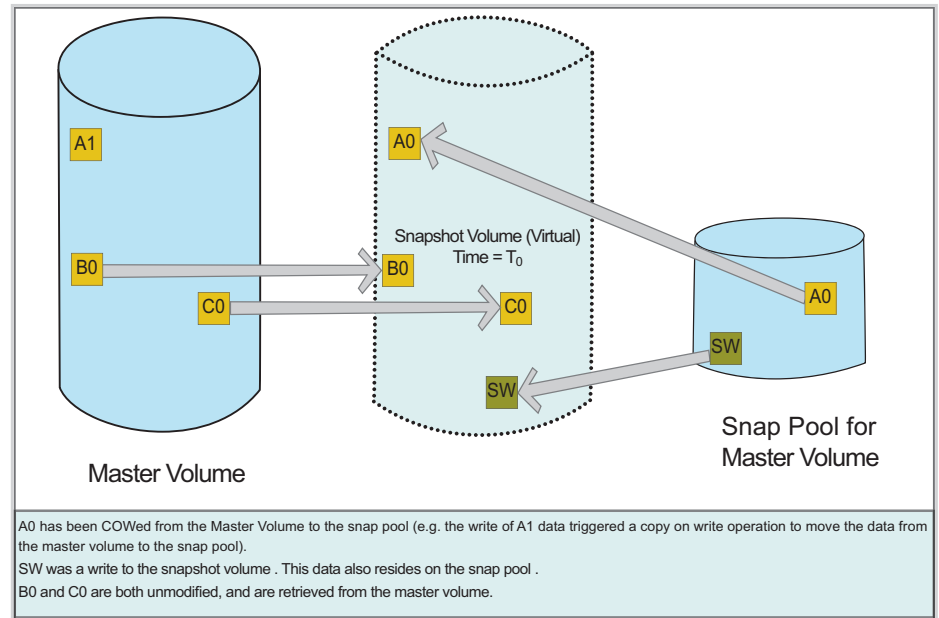 A1
A0
Snapshot Volume (Virtual)
Time = T0
B0
B0
C0
C0
A0
SW
SW
Snap Pool for
Master Volume
Master Volume
A0 has been COWed from the Master Volume to the snap pool (e.g. the write of A1 data triggered a copy on write operation to move the data from
the master volume to the snap pool).
SW was a write to the snapshot volume . This data also resides on the snap pool .
B0 and C0 are both unmodified, and are retrieved from the master volume.